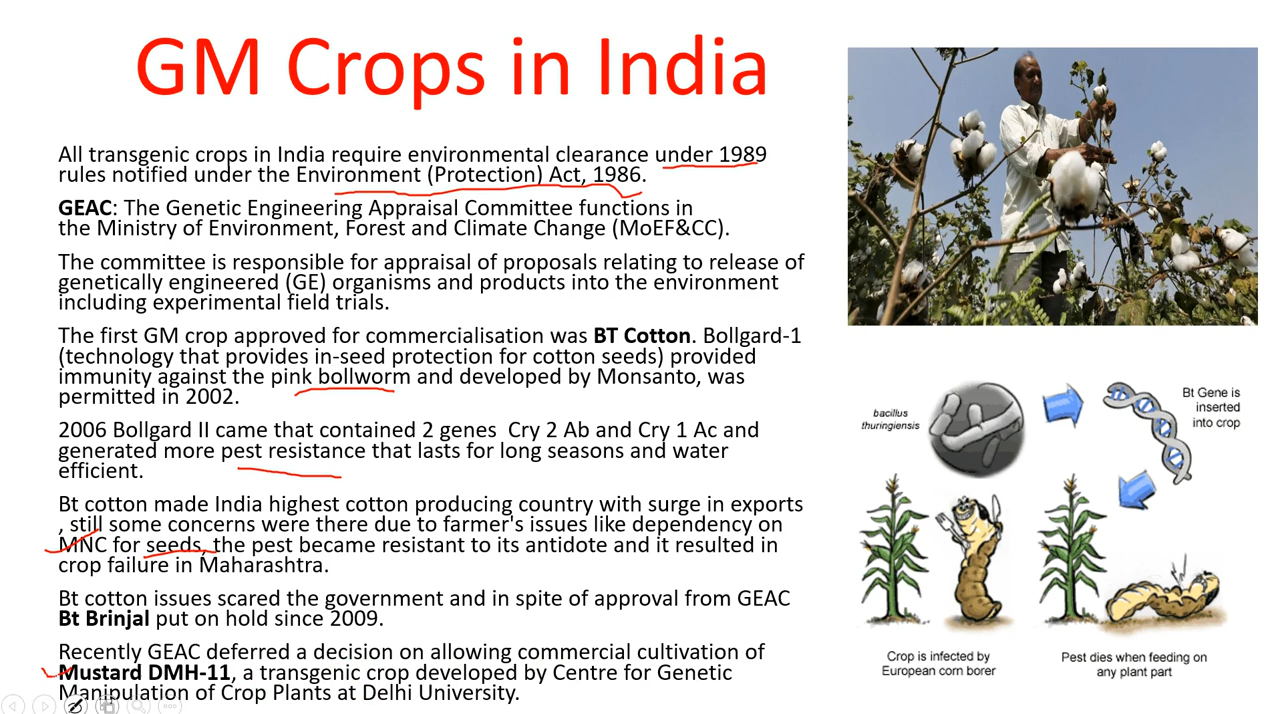 GM Crops in India
All transgenic crops in India require environmental clearance under 1989
rules notified under the Environment (Protection) Act, 1986.
GEAC: The Genetic Engineering Appraisal Committee functions in
the Ministry of Environment, Forest and Climate Change (MoEF&CC).
The committee is responsible for appraisal of proposals relating to release of
genetically engineered (GE) organisms and products into the environment
including experimental field trials.
The first GM crop approved for commercialisation was BT Cotton. Bollgard-1
(technology that provides in-seed protection for cotton seeds) provided
immunity against the pink bollworm and developed by Monsanto, was
permitted in 2002.
2006 Bollgard II came that contained 2 genes  Cry 2 Ab and Cry 1 Ac and
generated more pest resistance that lasts for long seasons and water
efficient.
Bt cotton made India highest cotton producing country with surge in exports
, still some concerns were there due to farmer's issues like dependency on
MNC for seeds, the pest became resistant to its antidote and it resulted in
crop failure in Maharashtra.
Bt cotton issues scared the government and in spite of approval from GEAC
Bt Brinjal put on hold since 2009.
Recently GEAC deferred a decision on allowing commercial cultivation of
Mustard DMH-11, a transgenic crop developed by Centre for Genetic
Manipulation of Crop Plants at Delhi University.
bacillus
thuringiensis
Bt Gene is
inserted
into crop
Crop is infected by
European corn borer
Pest dies when feeding on
any plant part